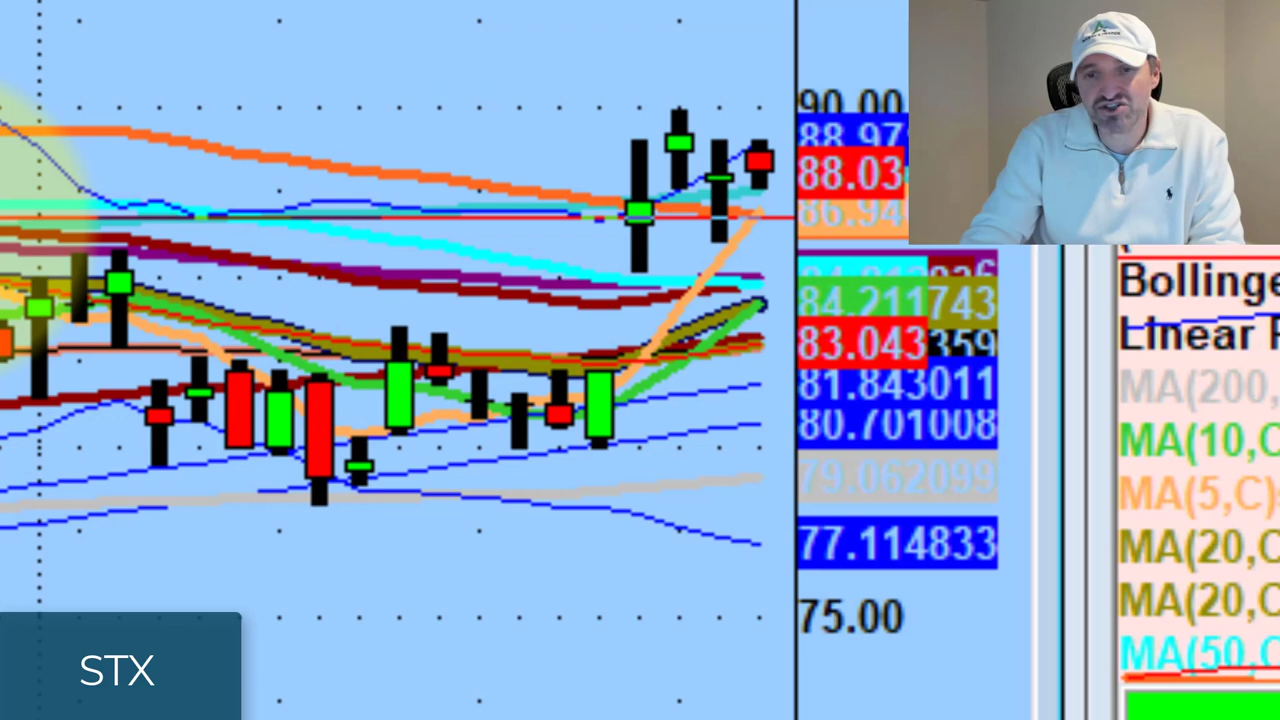 90.00
88.97
88.03
86.94
84.211743
83.043359
81.843011
80.701008
79.062099
77.114833
75.00
Bollinge
Linear
MA(200,
MA(10,C
MA(5,C)
MA(20,C
MA(20,C
MA(50,C
STX